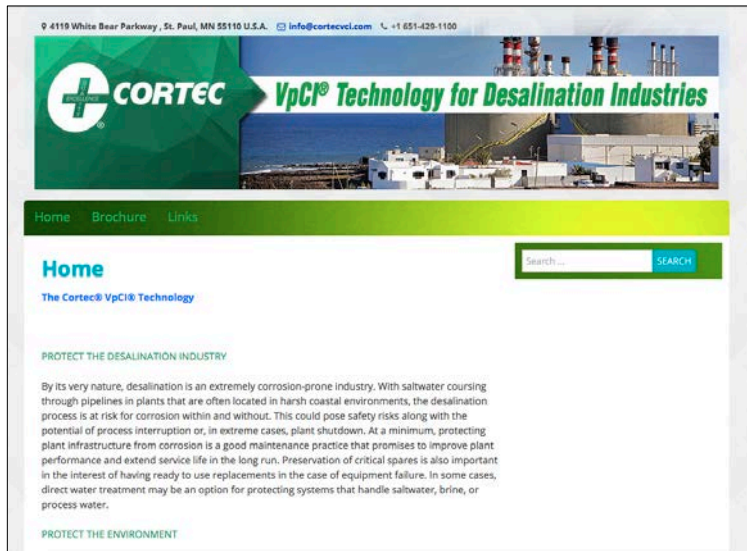 4119 White Bear Parkway , St. Paul, MN 55110 U.S.A. info@cortecvci.com +1 651-429-1100
EXCELLENCE
CORTEC
®
VpCI® Technology for Desalination Industries
Home Brochure Links
Home
Search ...
SEARCH
The Cortec® VpCI® Technology
PROTECT THE DESALINATION INDUSTRY
By its very nature, desalination is an extremely corrosion-prone industry. With saltwater coursing
through pipelines in plants that are often located in harsh coastal environments, the desalination
process is at risk for corrosion within and without. This could pose safety risks along with the
potential of process interruption or, in extreme cases, plant shutdown. At a minimum, protecting
plant infrastructure from corrosion is a good maintenance practice that promises to improve plant
performance and extend service life in the long run. Preservation of critical spares is also important
in the interest of having ready to use replacements in the case of equipment failure. In some cases,
direct water treatment may be an option for protecting systems that handle saltwater, brine, or
process water.
PROTECT THE ENVIRONMENT